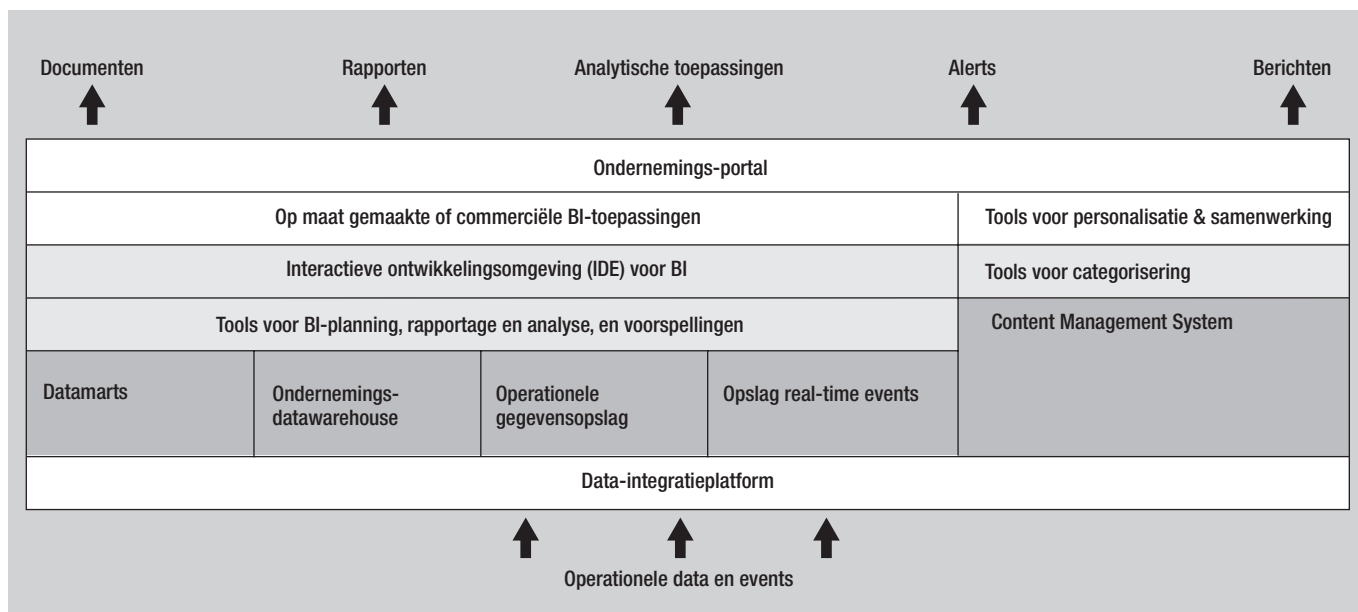 Documenten
Rapporten
Analytische toepassingen
Alerts
Berichten
Ondernemings-portal
Op maat gemaakte of commerciële BI-toepassingen
Tools voor personalisatie & samenwerking
Interactieve ontwikkelingsomgeving (IDE) voor BI
Tools voor categorisering
Tools voor BI-planning, rapportage en analyse, en voorspellingen
Content Management System
Datamarts
Ondernemings-
datawarehouse
Operationele
gegevensopslag
Opslag real-time events
Data-integratieplatform
Operationele data en events